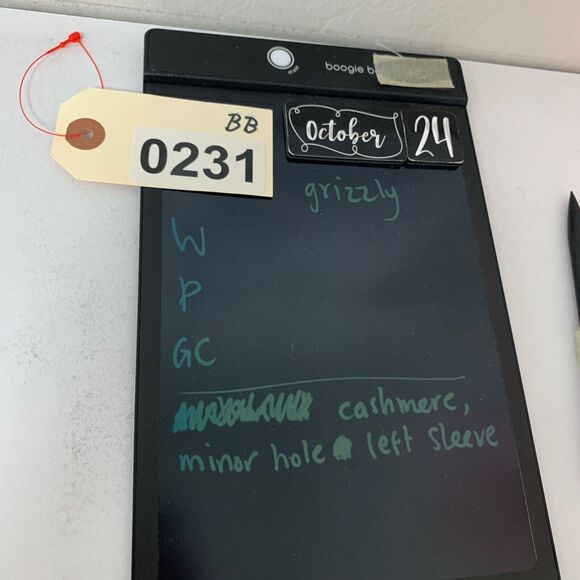 boogie b
BB
0231
October 24
grizzly
W
P
GC
cashmere,
minor hole left sleeve